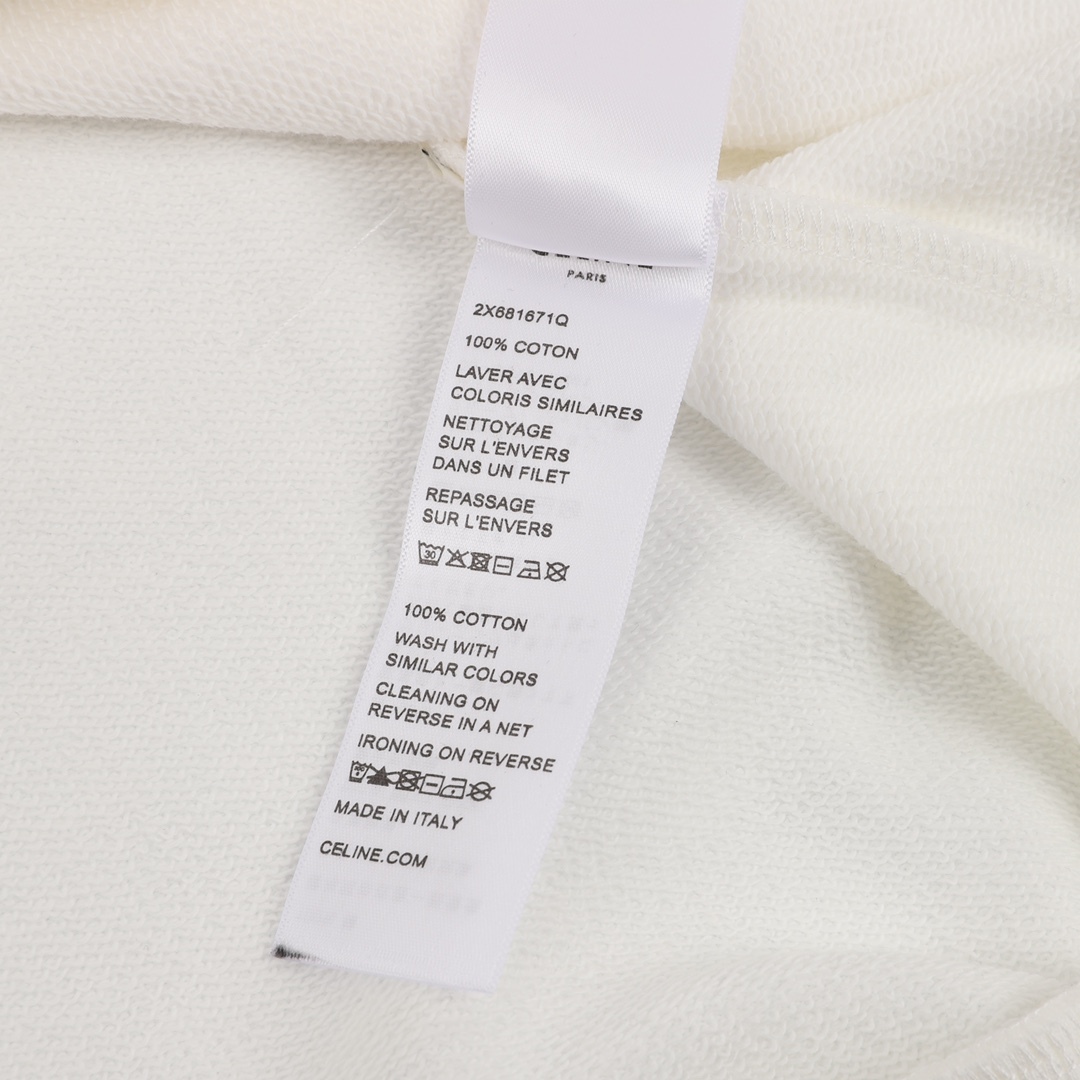 PARIS
2X681671Q
100% COTON
LAVER AVEC
COLORIS SIMILAIRES
NETTOYAGE
SUR L'ENVERS
DANS UN FILET
REPASSAGE
SUR L'ENVERS
30
100% COTTON
WASH WITH
SIMILAR COLORS
CLEANING ON
REVERSE IN A NET
IRONING ON REVERSE
MADE IN ITALY
CELINE.COM